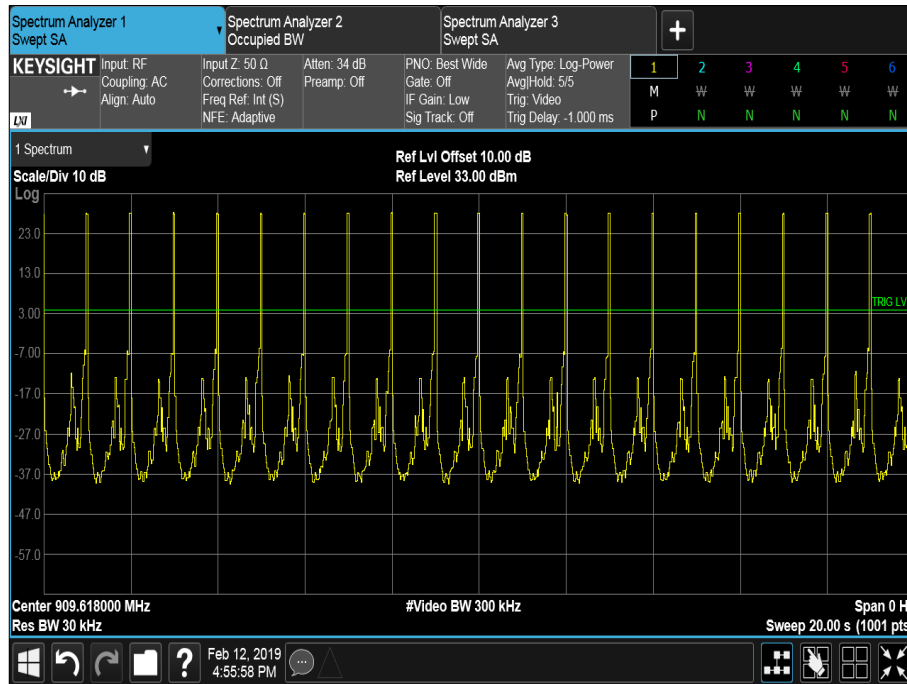 Spectrum Analyzer 1
Swept SA
Spectrum Analyzer 2
Occupied BW
Spectrum Analyzer 3
Swept SA
+
KEYSIGHT
LXI
Input: RF
Coupling: AC
Align: Auto
Input Z: 50 Ω
Corrections: Off
Freq Ref: Int (S)
NFE: Adaptive
Atten: 34 dB
Preamp: Off
PNO: Best Wide
Gate: Off
IF Gain: Low
Sig Track: Off
Avg Type: Log-Power
Avg|Hold: 5/5
Trig: Video
Trig Delay: -1.000 ms
1 2 3 4 5 6
M W W W W W
P N N N N N
1 Spectrum
Scale/Div 10 dB
Ref Lvl Offset 10.00 dB
Ref Level 33.00 dBm
Log
23.0
13.0
3.00
TRIG LV
-7.00
-17.0
-27.0
-37.0
-47.0
-57.0
Center 909.618000 MHz
#Video BW 300 kHz
Span 0 H
Res BW 30 kHz
Sweep 20.00 s (1001 pts
?
Feb 12, 2019
4:55:58 PM
...